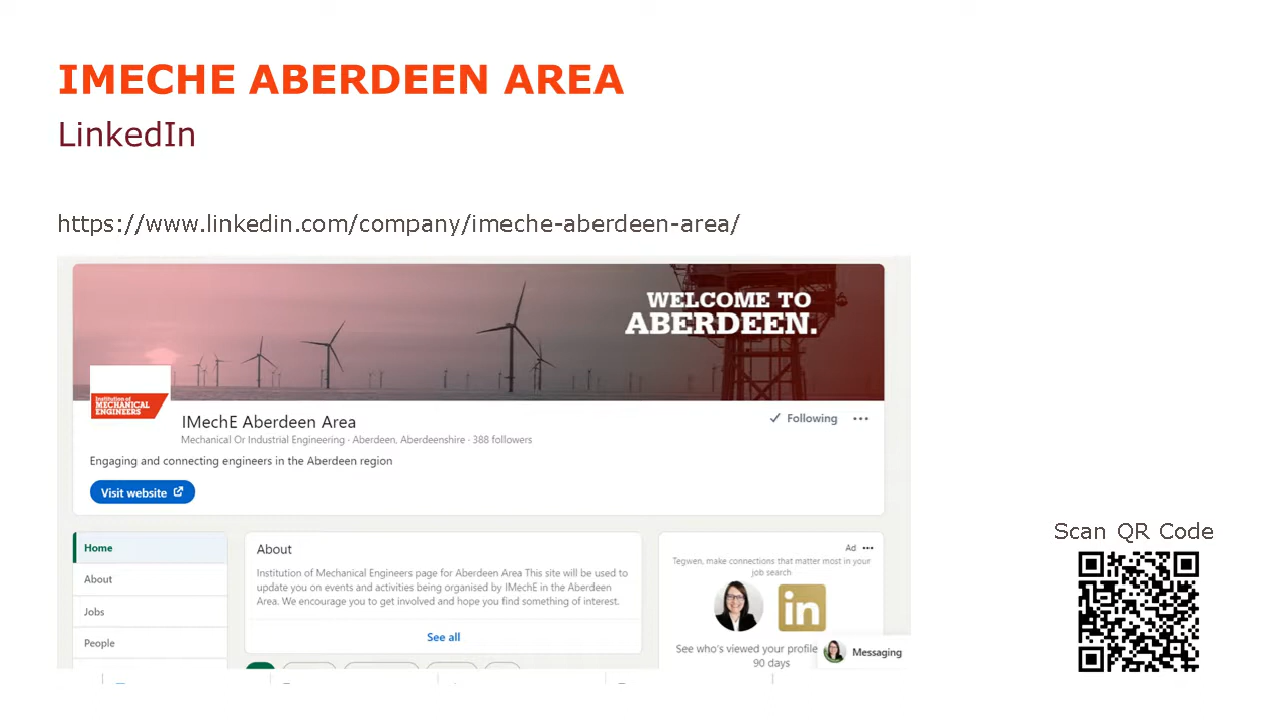 IMECHE ABERDEEN AREA
LinkedIn
https://www.linkedin.com/company/imeche-aberdeen-area/
WELCOME TO
ABERDEEN.
Institution of
MECHANICAL
ENGINEERS
IMechE Aberdeen Area
Following
Mechanical Or Industrial Engineering · Aberdeen, Aberdeenshire · 388 followers
Engaging and connecting engineers in the Aberdeen region
Visit website
Home
About
Jobs
People
About
Institution of Mechanical Engineers page for Aberdeen Area This site will be used to
update you on events and activities being organised by IMechE in the Aberdeen
Area. We encourage you to get involved and hope you find something of interest.
See all
Ad
Tegwen, make connections that matter most in your
job search
in
See who's viewed your profile
90 days
Messaging
Scan QR Code